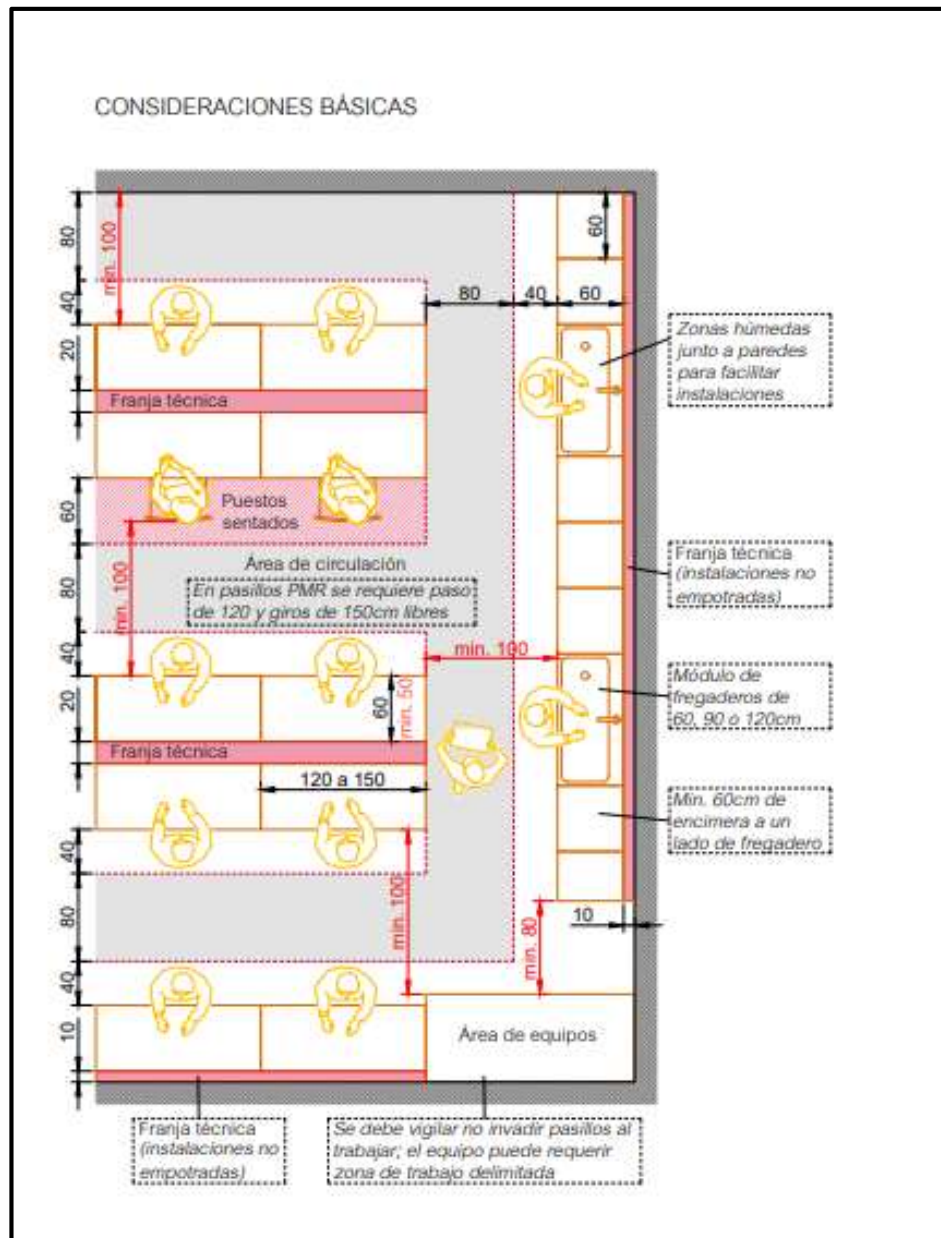 CONSIDERACIONES BÁSICAS
80
min. 100
60
40
80
40
60
Zonas húmedas
junto a paredes
para facilitar
instalaciones
20
Franja técnica
60
Puestos
sentados
Franja técnica
(instalaciones no
empotradas)
80
min. 100
Área de circulación
En pasillos PMR se requiere paso
de 120 y giros de 150cm libres
40
min. 100
Módulo de
fregaderos de
60, 90 o 120cm
20
60
min. 50
Franja técnica
120 a 150
Min. 60cm de
encimera a un
lado de fregadero
40
min. 100
80
min. 80
10
40
10
Área de equipos
Franja técnica
(instalaciones no
empotradas)
Se debe vigilar no invadir pasillos al
trabajar; el equipo puede requerir
zona de trabajo delimitada